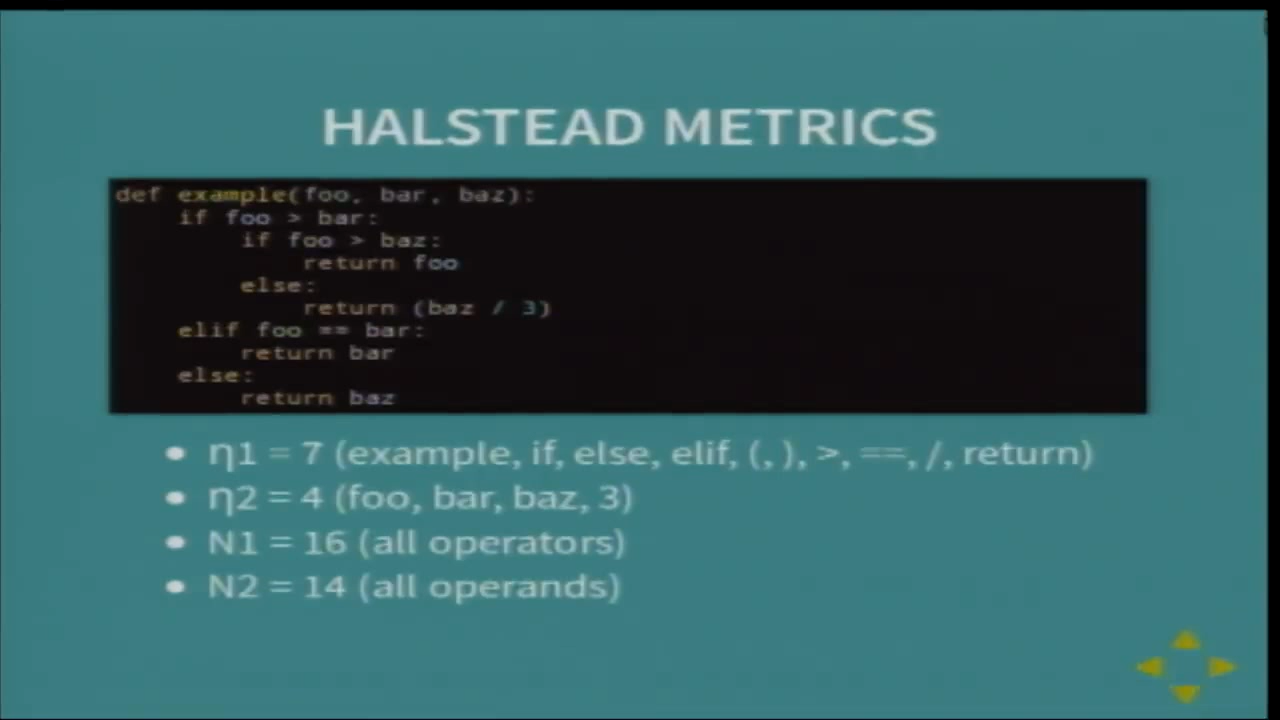 HALSTEAD METRICS
def example(foo, bar, baz):
    if foo > bar:
        if foo > baz:
            return foo
        else:
            return (baz / 3)
    elif foo == bar:
        return bar
    else:
        return baz
• η1 = 7 (example, if, else, elif, (, ), >, ==, /, return)
• η2 = 4 (foo, bar, baz, 3)
• N1 = 16 (all operators)
• N2 = 14 (all operands)